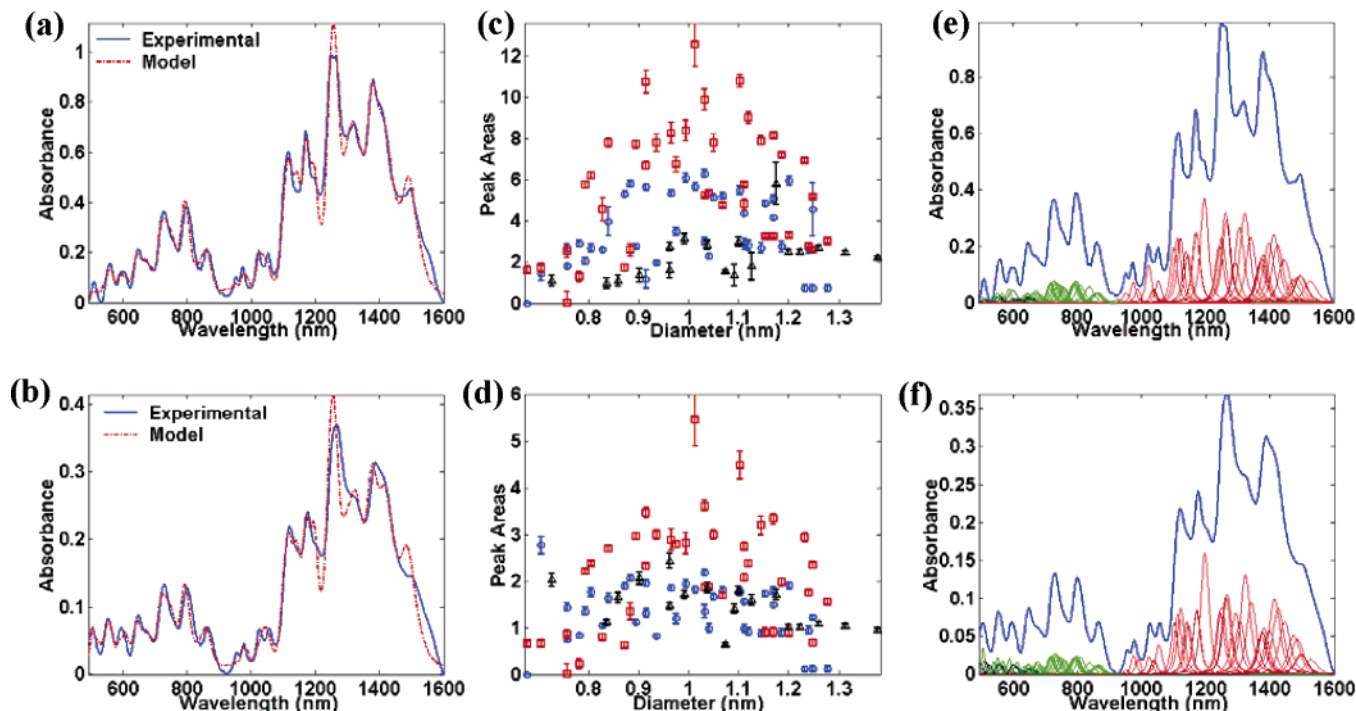 (a)
Experimental
Model
Absorbance
1
0.8
0.6
0.4
0.2
0
600 800 1000 1200 1400 1600
Wavelength (nm)
(c)
Peak Areas
12
10
8
6
4
2
0
0.8 0.9 1 1.1 1.2 1.3
Diameter (nm)
(e)
Absorbance
0.8
0.6
0.4
0.2
0
600 800 1000 1200 1400 1600
Wavelength (nm)
(b)
Experimental
Model
Absorbance
0.4
0.3
0.2
0.1
0
600 800 1000 1200 1400 1600
Wavelength (nm)
(d)
Peak Areas
6
5
4
3
2
1
0
0.8 0.9 1 1.1 1.2 1.3
Diameter (nm)
(f)
Absorbance
0.35
0.3
0.25
0.2
0.15
0.1
0.05
0
600 800 1000 1200 1400 1600
Wavelength (nm)